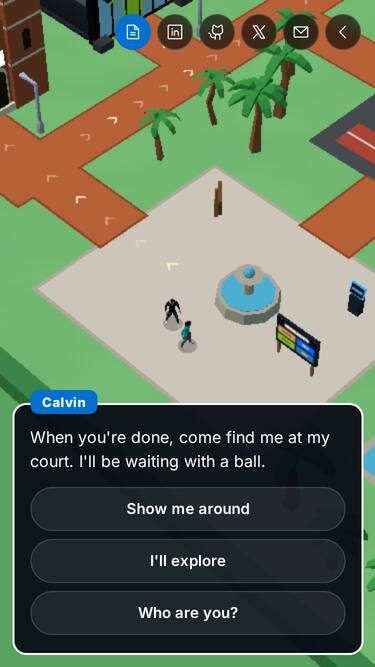 Calvin
When you're done, come find me at my
court. I'll be waiting with a ball.
Show me around
I'll explore
Who are you?